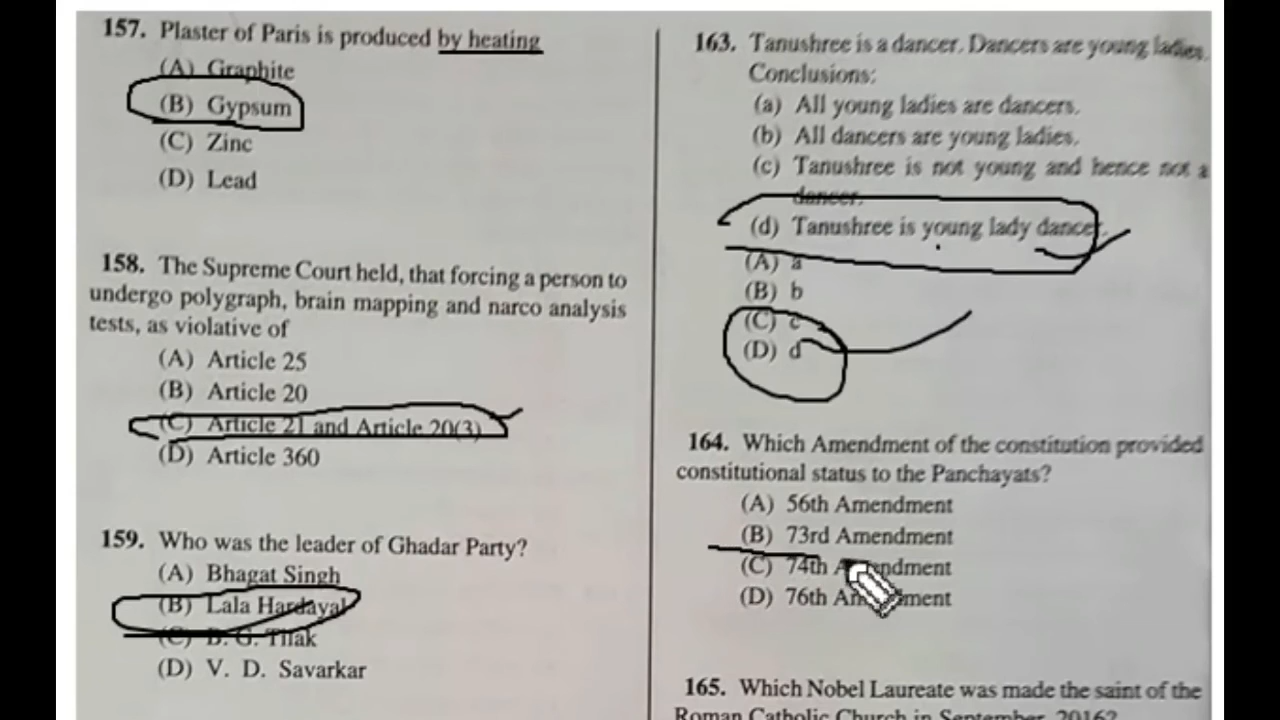 157. Plaster of Paris is produced by heating
(A) Graphite
(B) Gypsum
(C) Zinc
(D) Lead
158. The Supreme Court held, that forcing a person to
undergo polygraph, brain mapping and narco analysis
tests, as violative of
(A) Article 25
(B) Article 20
(C) Article 21 and Article 20(3)
(D) Article 360
159. Who was the leader of Ghadar Party?
(A) Bhagat Singh
(B) Lala Hardayal
(C) B. G. Tilak
(D) V. D. Savarkar
163. Tanushree is a dancer. Dancers are young ladies.
Conclusions:
(a) All young ladies are dancers.
(b) All dancers are young ladies.
(c) Tanushree is not young and hence not a
dancer.
(d) Tanushree is young lady dancer.
(A) a
(B) b
(C) c
(D) d
164. Which Amendment of the constitution provided
constitutional status to the Panchayats?
(A) 56th Amendment
(B) 73rd Amendment
(C) 74th Amendment
(D) 76th Amendment
165. Which Nobel Laureate was made the saint of the
Roman Catholic Church in September, 2016?